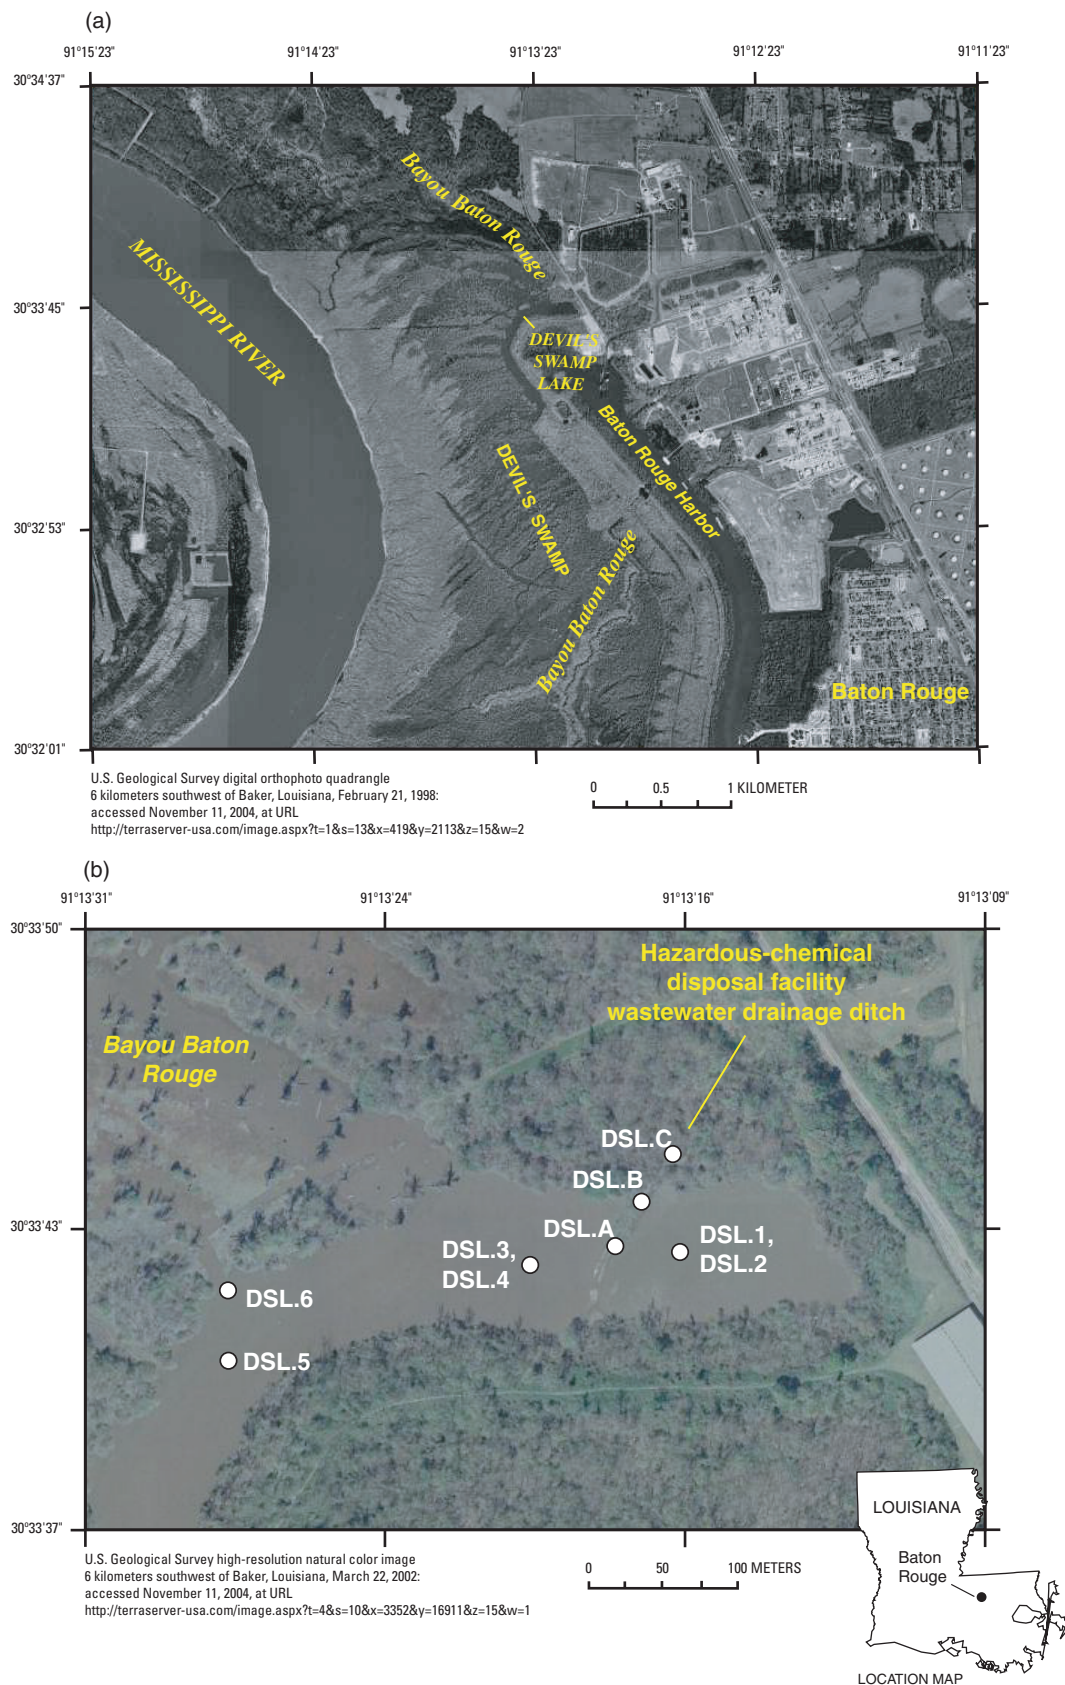 (a)
91°15'23" 91°14'23" 91°13'23" 91°12'23" 91°11'23"
30°34'37"
Bayou Baton Rouge
MISSISSIPPI RIVER
30°33'45"
DEVIL'S
SWAMP
LAKE
Baton Rouge Harbor
DEVIL'S SWAMP
30°32'53"
Bayou Baton Rouge
Baton Rouge
30°32'01"
U.S. Geological Survey digital orthophoto quadrangle
6 kilometers southwest of Baker, Louisiana, February 21, 1998:
accessed November 11, 2004, at URL
http://terraserver-usa.com/image.aspx?t=1&s=13&x=419&y=2113&z=15&w=2
0 0.5 1 KILOMETER
(b)
91°13'31" 91°13'24" 91°13'16" 91°13'09"
30°33'50"
Hazardous-chemical
disposal facility
wastewater drainage ditch
Bayou Baton
Rouge
DSL.C
DSL.B
30°33'43"
DSL.A
DSL.1,
DSL.2
DSL.3,
DSL.4
DSL.6
DSL.5
30°33'37"
U.S. Geological Survey high-resolution natural color image
6 kilometers southwest of Baker, Louisiana, March 22, 2002:
accessed November 11, 2004, at URL
http://terraserver-usa.com/image.aspx?t=4&s=10&x=3352&y=16911&z=15&w=1
0 50 100 METERS
LOUISIANA
Baton
Rouge
LOCATION MAP